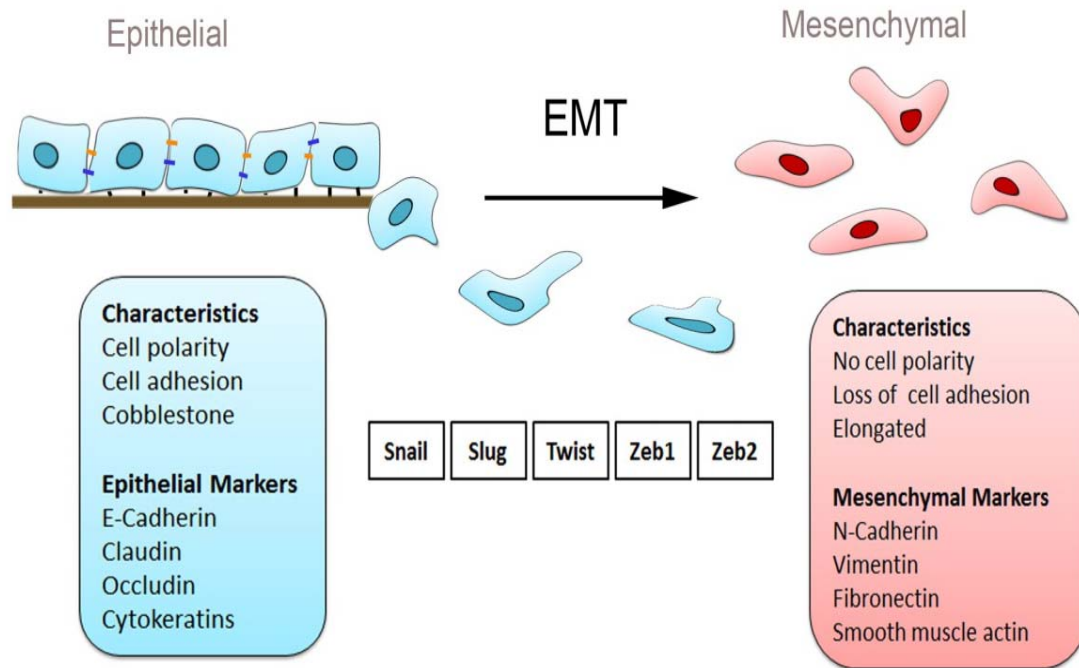 Epithelial
Mesenchymal
EMT
Characteristics
Cell polarity
Cell adhesion
Cobblestone
Epithelial Markers
E-Cadherin
Claudin
Occludin
Cytokeratins
Snail Slug Twist Zeb1 Zeb2
Characteristics
No cell polarity
Loss of cell adhesion
Elongated
Mesenchymal Markers
N-Cadherin
Vimentin
Fibronectin
Smooth muscle actin